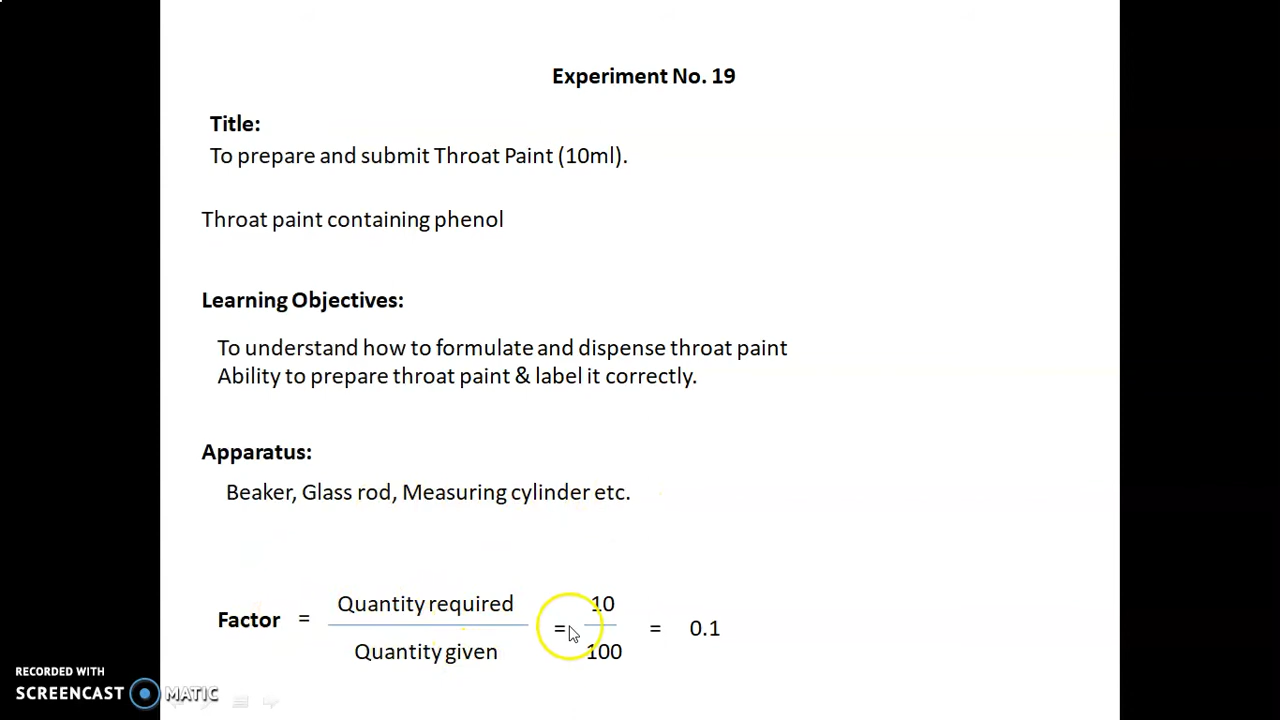 Experiment No. 19
Title:
To prepare and submit Throat Paint (10ml).
Throat paint containing phenol
Learning Objectives:
To understand how to formulate and dispense throat paint
Ability to prepare throat paint & label it correctly.
Apparatus:
Beaker, Glass rod, Measuring cylinder etc.
Factor = Quantity required = 10 = 0.1
Quantity given 100
RECORDED WITH
SCREENCAST MATIC